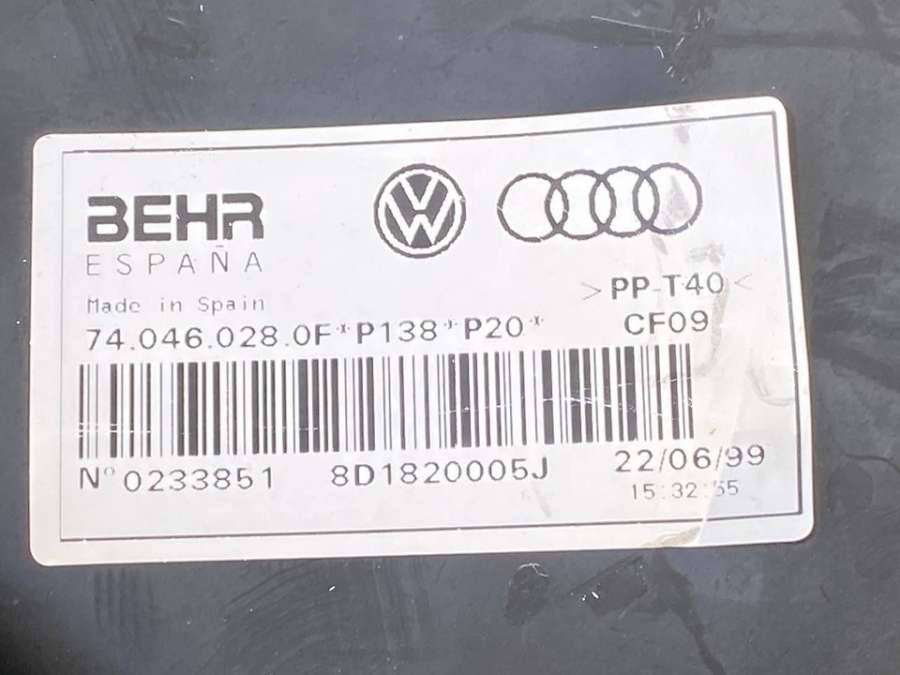 BEHR
ESPAÑA
Made in Spain
>PP-T40<
74.046.028.0F*P138*P20*
CF09
Nº 0233851 8D1820005J 22/06/99
15:32:55